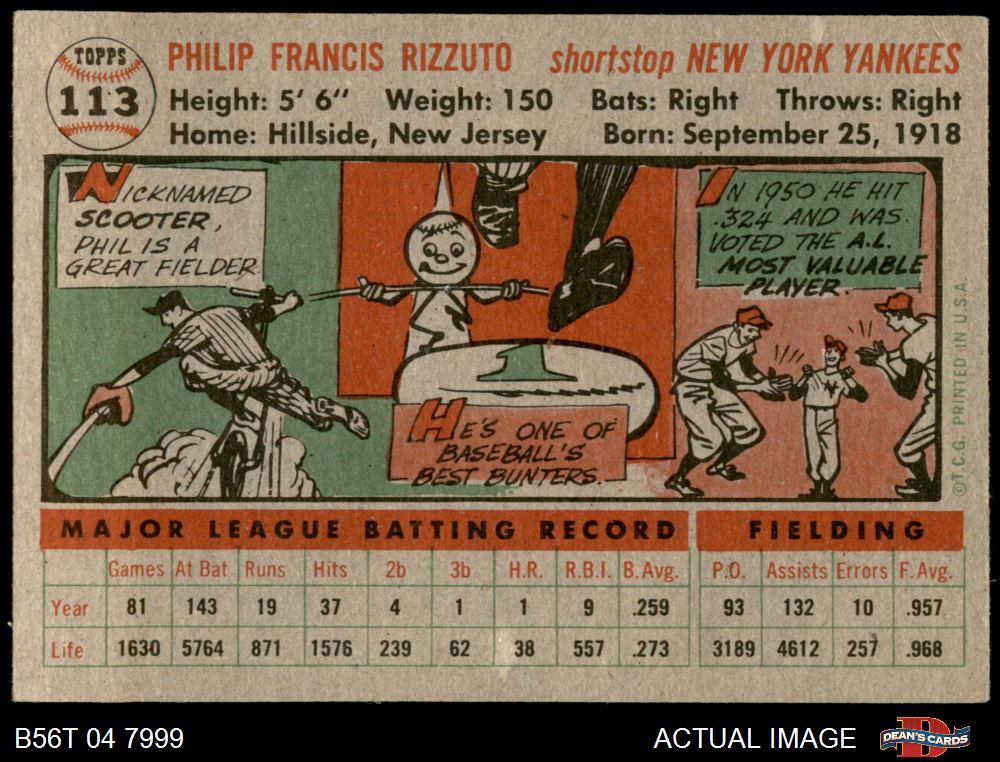 TOPPS
113
PHILIP FRANCIS RIZZUTO shortstop NEW YORK YANKEES
Height: 5' 6" Weight: 150 Bats: Right Throws: Right
Home: Hillside, New Jersey Born: September 25, 1918
NICKNAMED
SCOOTER,
PHIL IS A
GREAT FIELDER.
1
HE'S ONE OF
BASEBALL'S
BEST BUNTERS.
IN 1950 HE HIT
.324 AND WAS
VOTED THE A.L.
MOST VALUABLE
PLAYER.
©T.C.G. PRINTED IN U.S.A.
MAJOR LEAGUE BATTING RECORD FIELDING
Games At Bat Runs Hits 2b 3b H.R. R.B.I. B.Avg. P.O. Assists Errors F.Avg.
Year 81 143 19 37 4 1 1 9 .259 93 132 10 .957
Life 1630 5764 871 1576 239 62 38 557 .273 3189 4612 257 .968
B56T 04 7999 ACTUAL IMAGE
D
DEAN'S CARDS